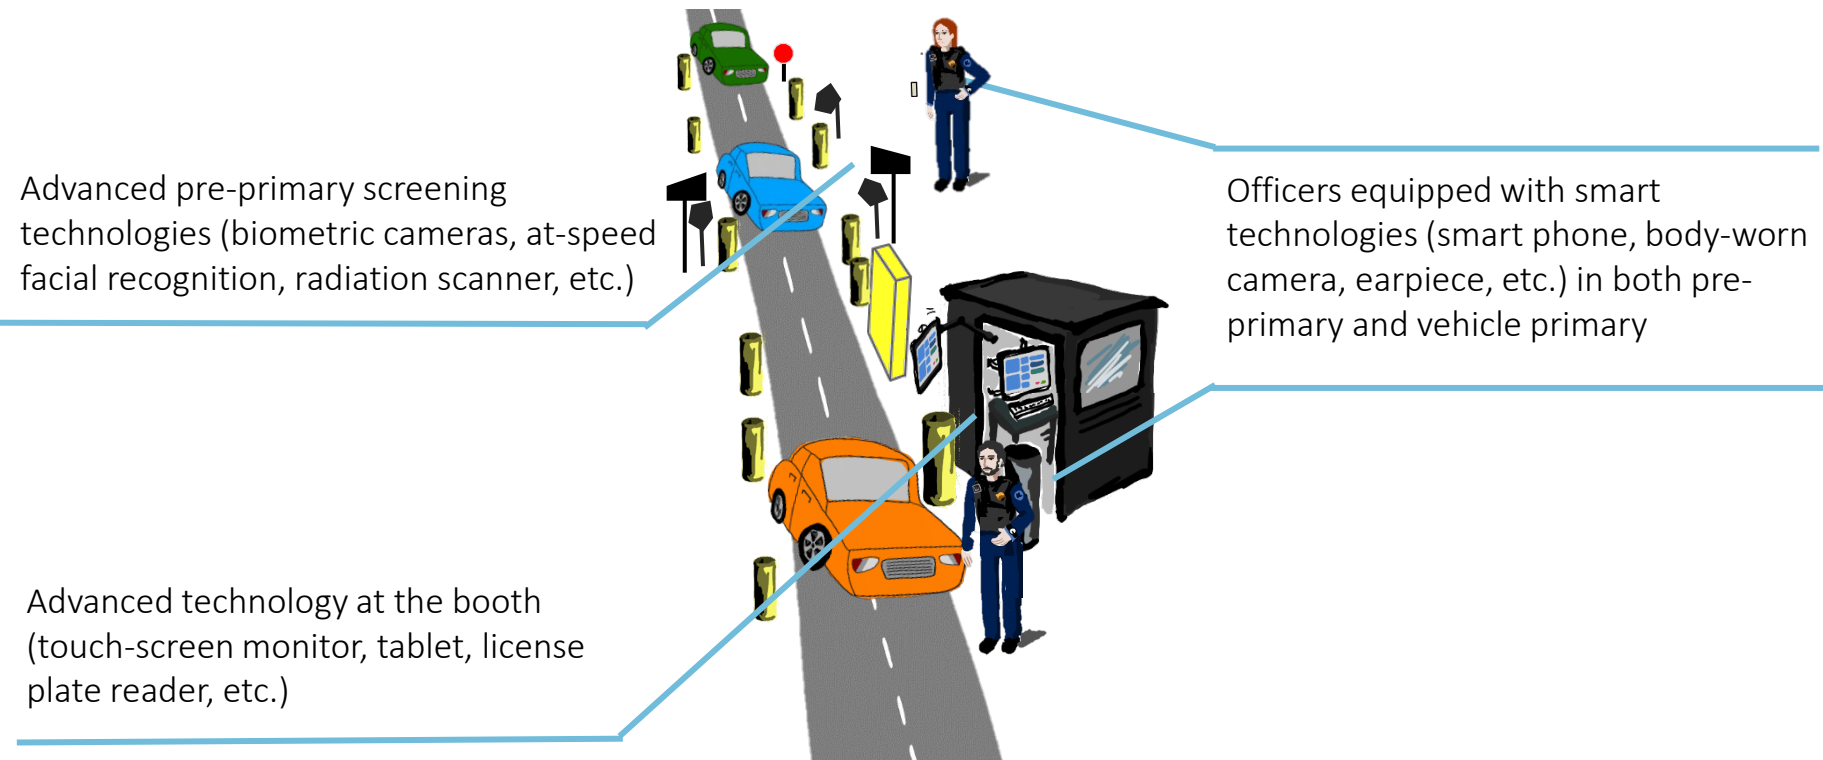 Advanced pre-primary screening
technologies (biometric cameras, at-speed
facial recognition, radiation scanner, etc.)
Officers equipped with smart
technologies (smart phone, body-worn
camera, earpiece, etc.) in both pre-
primary and vehicle primary
Advanced technology at the booth
(touch-screen monitor, tablet, license
plate reader, etc.)